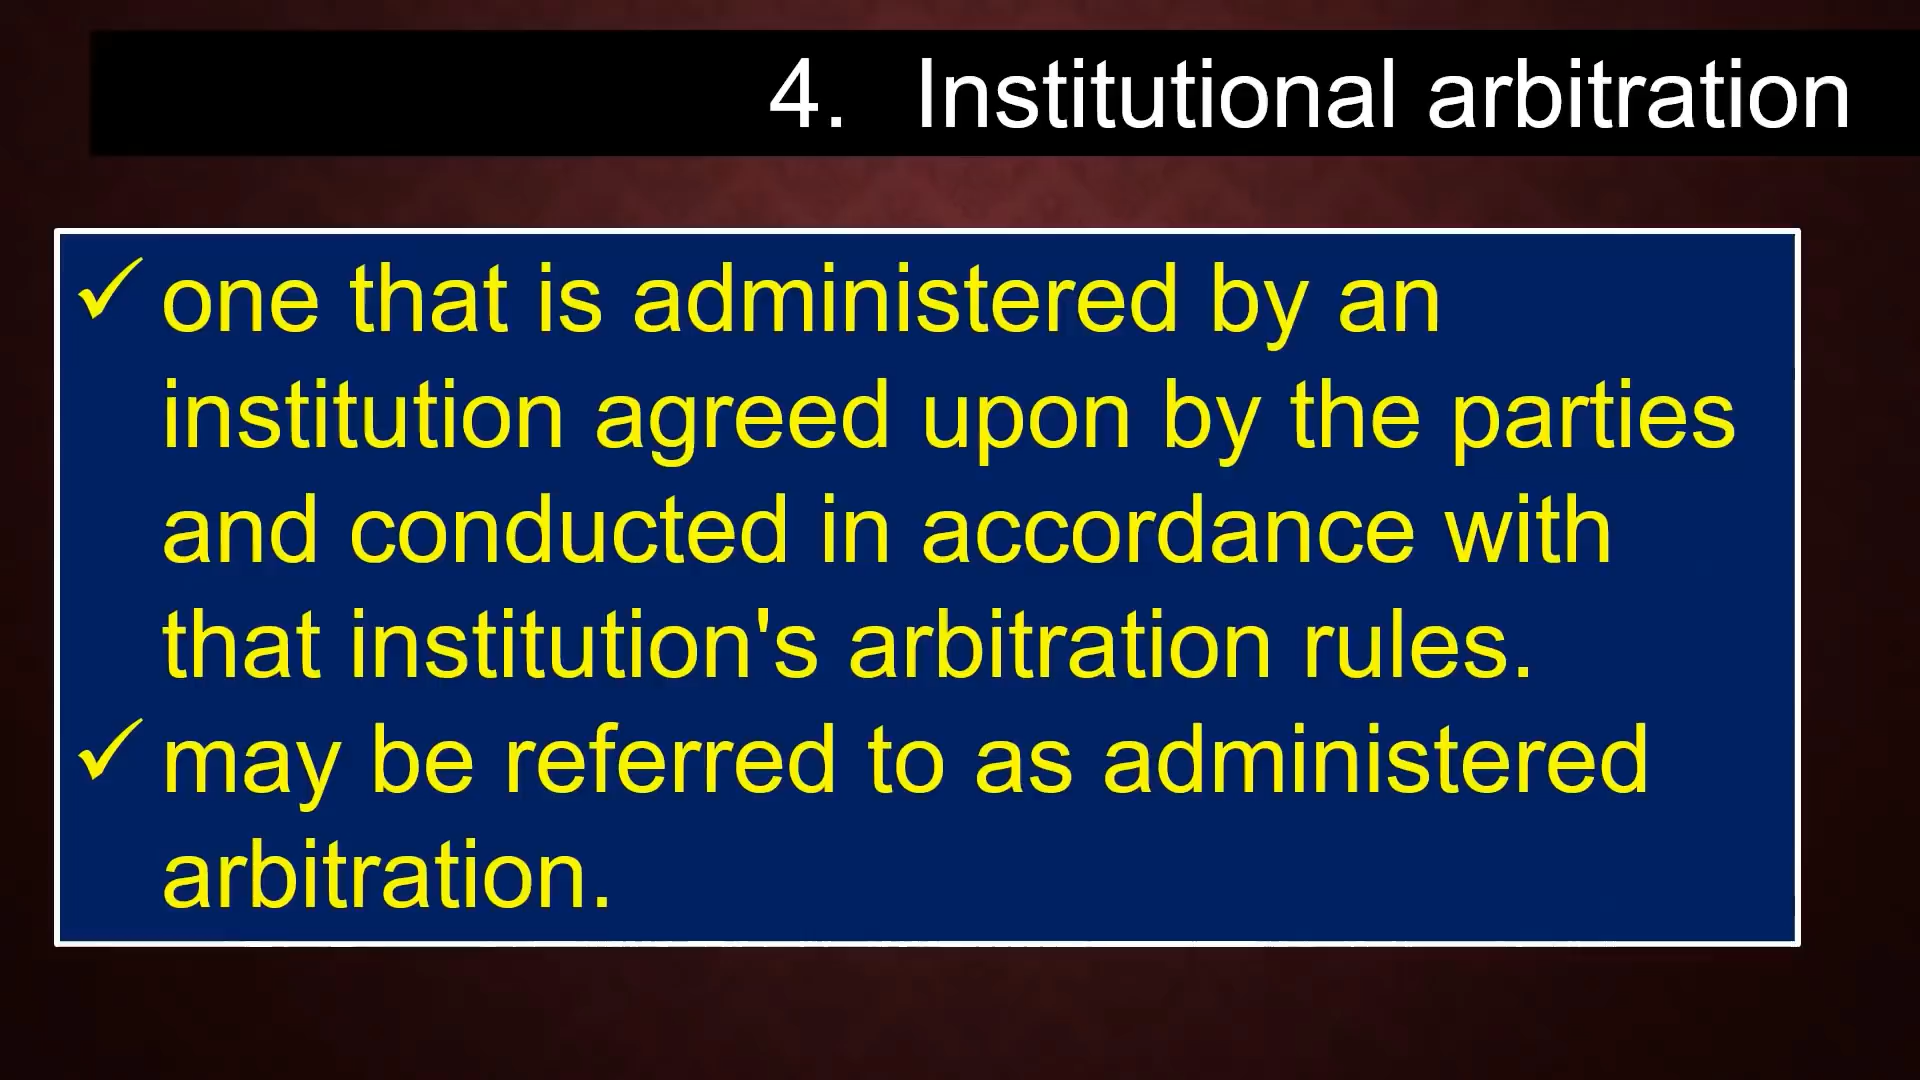 4. Institutional arbitration
✓ one that is administered by an
institution agreed upon by the parties
and conducted in accordance with
that institution's arbitration rules.
✓ may be referred to as administered
arbitration.